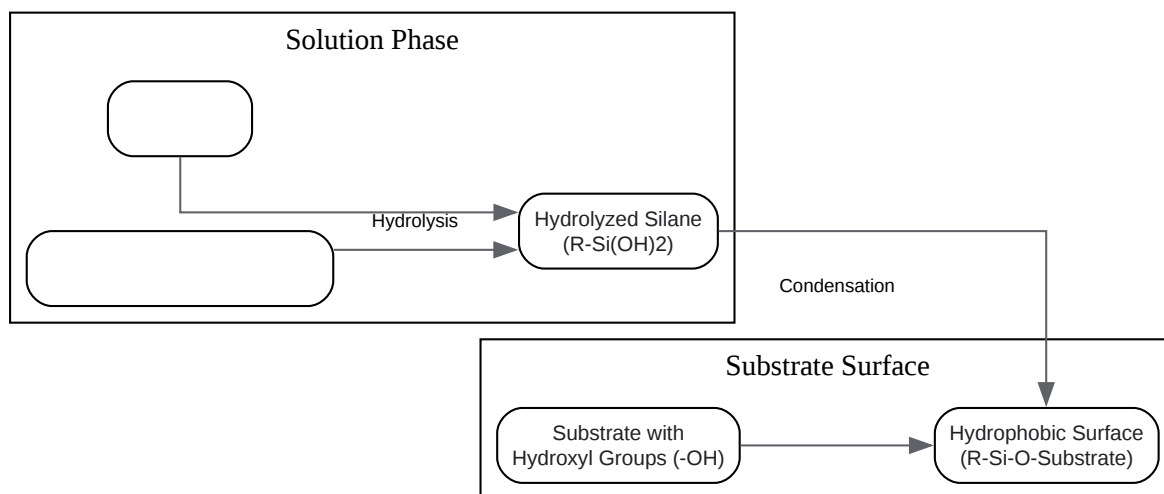 Solution Phase
Hydrolysis
Hydrolyzed Silane
(R-Si(OH)2)
Condensation
Substrate Surface
Substrate with
Hydroxyl Groups (-OH)
Hydrophobic Surface
(R-Si-O-Substrate)